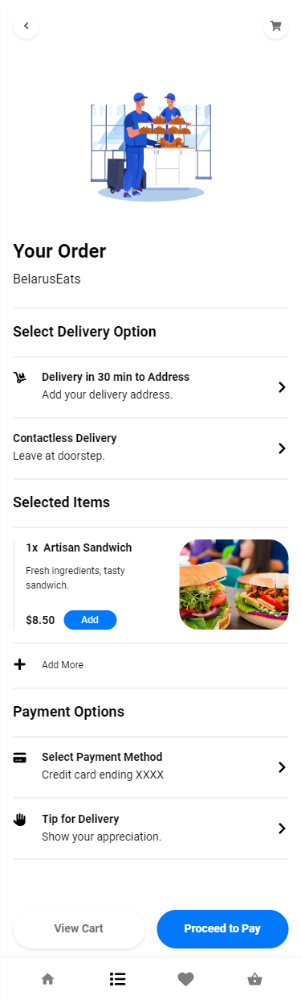 Your Order
BelarusEats
Select Delivery Option
Delivery in 30 min to Address
Add your delivery address.
Contactless Delivery
Leave at doorstep.
Selected Items
1x Artisan Sandwich
Fresh ingredients, tasty
sandwich.
$8.50 Add
Add More
Payment Options
Select Payment Method
Credit card ending XXXX
Tip for Delivery
Show your appreciation.
View Cart Proceed to Pay